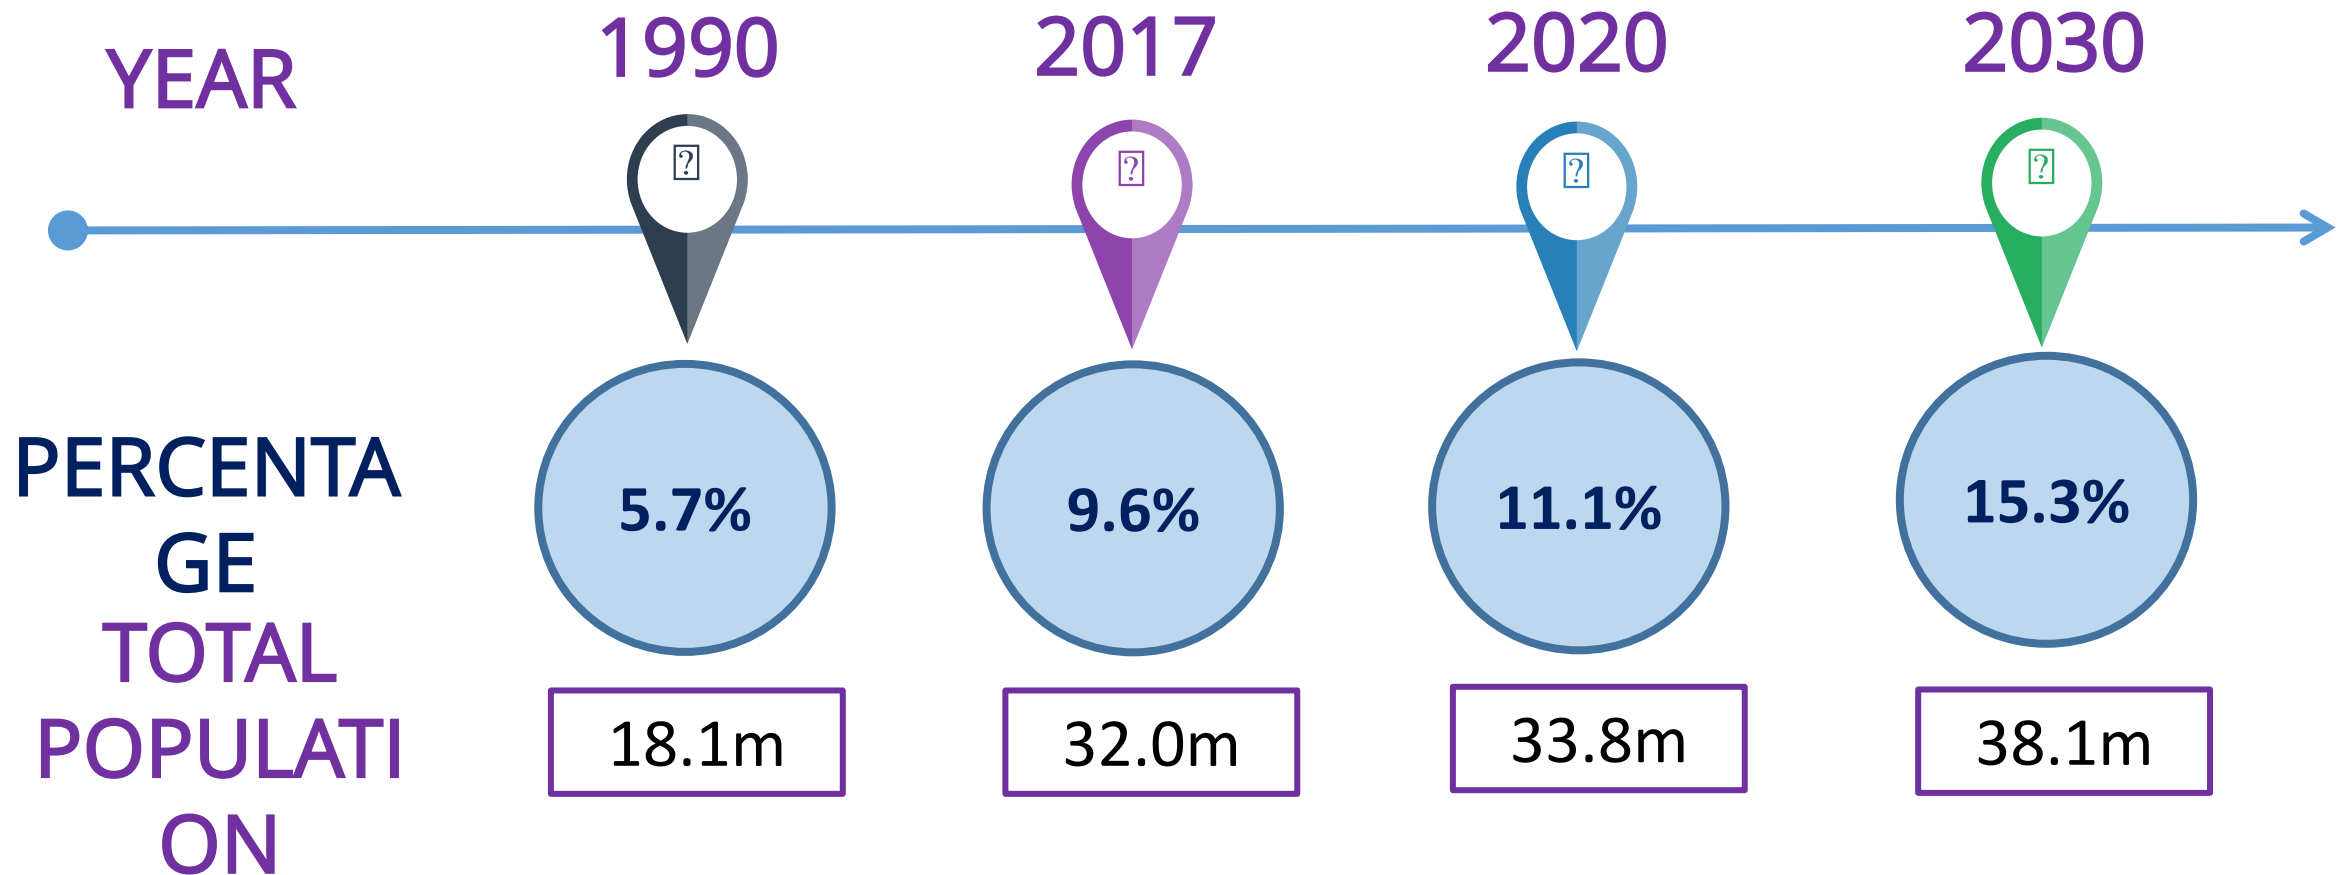 YEAR
1990
2017
2020
2030
PERCENTA
GE
5.7%
9.6%
11.1%
15.3%
TOTAL
POPULATI
ON
18.1m
32.0m
33.8m
38.1m